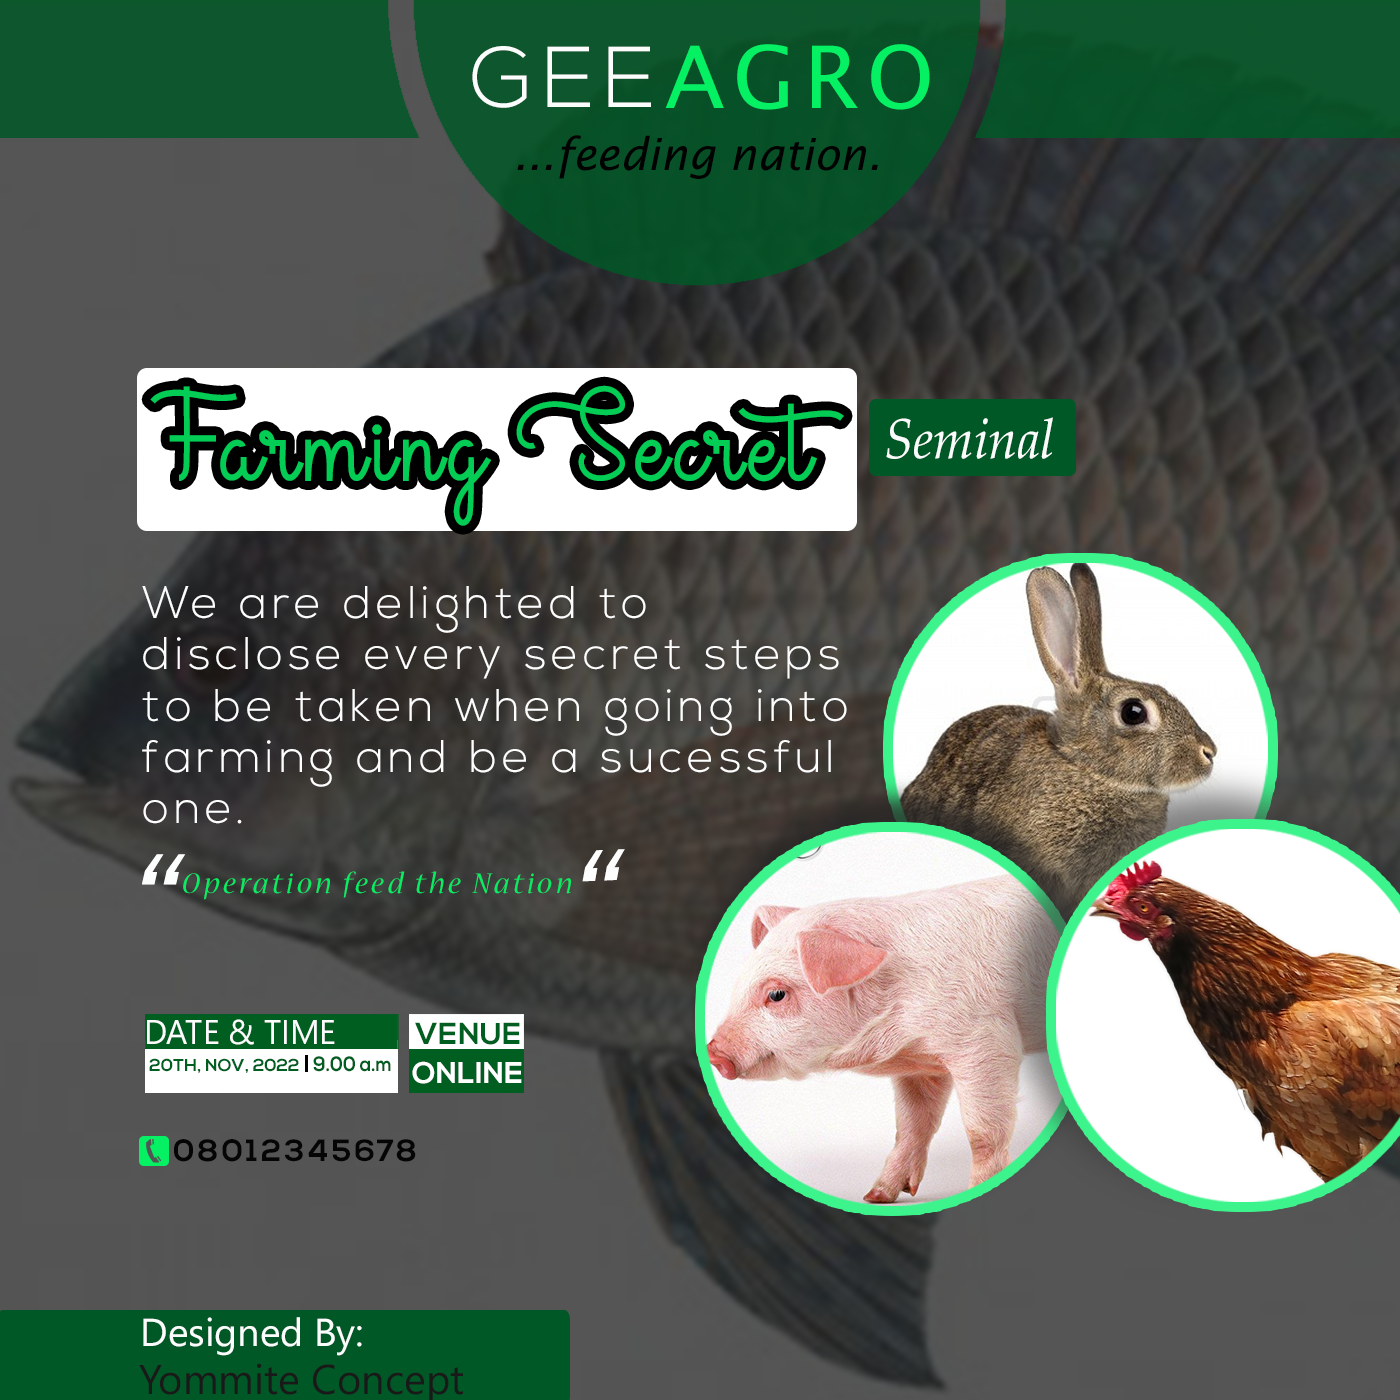 GEEAGRO
...feeding nation.
Farming Secret
Seminal
We are delighted to
disclose every secret steps
to be taken when going into
farming and be a sucessful
one.
“Operation feed the Nation“
DATE & TIME
20TH, NOV, 2022 | 9.00 a.m
VENUE
ONLINE
08012345678
Designed By:
Yommite Concept